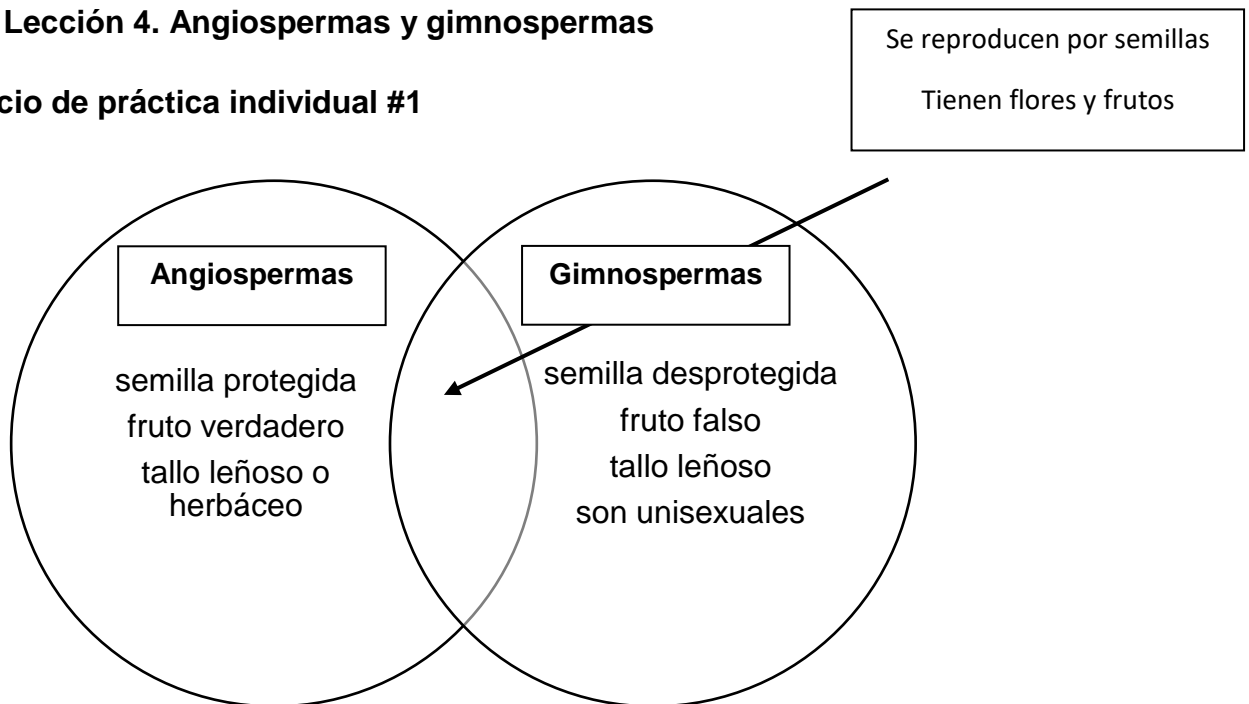 Lección 4. Angiospermas y gimnospermas
Se reproducen por semillas
Tienen flores y frutos
cio de práctica individual #1
Angiospermas
semilla protegida
fruto verdadero
tallo leñoso o
herbáceo
Gimnospermas
semilla desprotegida
fruto falso
tallo leñoso
son unisexuales